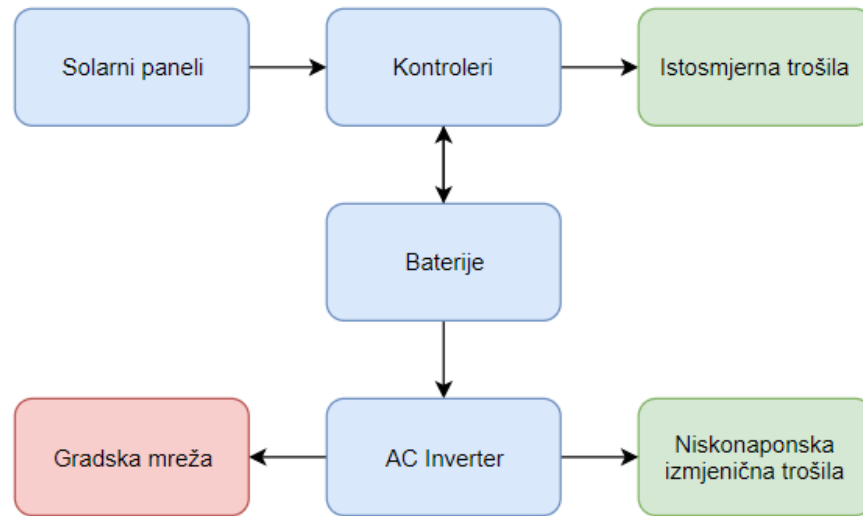 Solarni paneli
Kontroleri
Istosmjerna trošila
Baterije
Gradska mreža
AC Inverter
Niskonaponska
izmjenična trošila